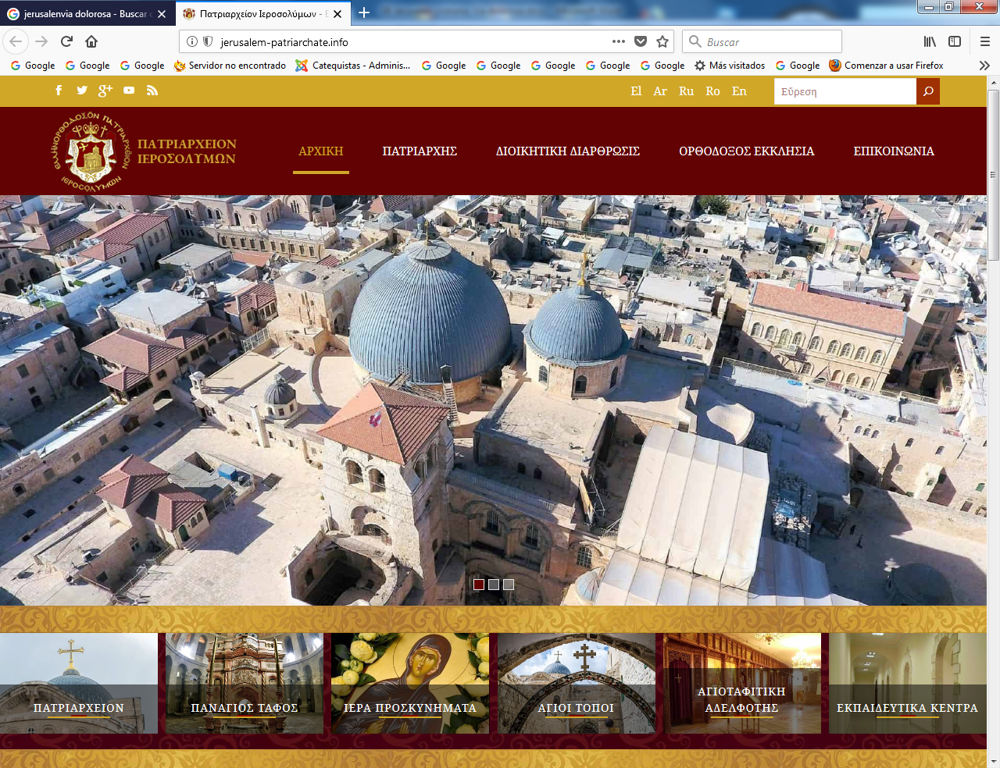 jerusalenvia dolorosa - Buscar
Πατριαρχείον Ιεροσολύμων -
jerusalem-patriarchate.info
Buscar
Google
Google
Google
Servidor no encontrado
Catequistas - Adminis...
Google
Google
Google
Google
Google
Más visitados
Google
Comenzar a usar Firefox
El Ar Ru Ro En
Εὕρεση
ΕΛΛΗΝΟΡΘΟΔΟΞΟΝ ΠΑΤΡΙΑΡΧΕΙΟΝ
ΙΕΡΟΣΟΛΥΜΩΝ
ΠΑΤΡΙΑΡΧΕΙΟΝ
ΙΕΡΟΣΟΛΥΜΩΝ
ΑΡΧΙΚΗ
ΠΑΤΡΙΑΡΧΗΣ
ΔΙΟΙΚΗΤΙΚΗ ΔΙΑΡΘΡΩΣΙΣ
ΟΡΘΟΔΟΞΟΣ ΕΚΚΛΗΣΙΑ
ΕΠΙΚΟΙΝΩΝΙΑ
ΠΑΤΡΙΑΡΧΕΙΟΝ
ΠΑΝΑΓΙΟΣ ΤΑΦΟΣ
ΙΕΡΑ ΠΡΟΣΚΥΝΗΜΑΤΑ
ΑΓΙΟΙ ΤΟΠΟΙ
ΑΓΙΟΤΑΦΙΤΙΚΗ
ΑΔΕΛΦΟΤΗΣ
ΕΚΠΑΙΔΕΥΤΙΚΑ ΚΕΝΤΡΑ